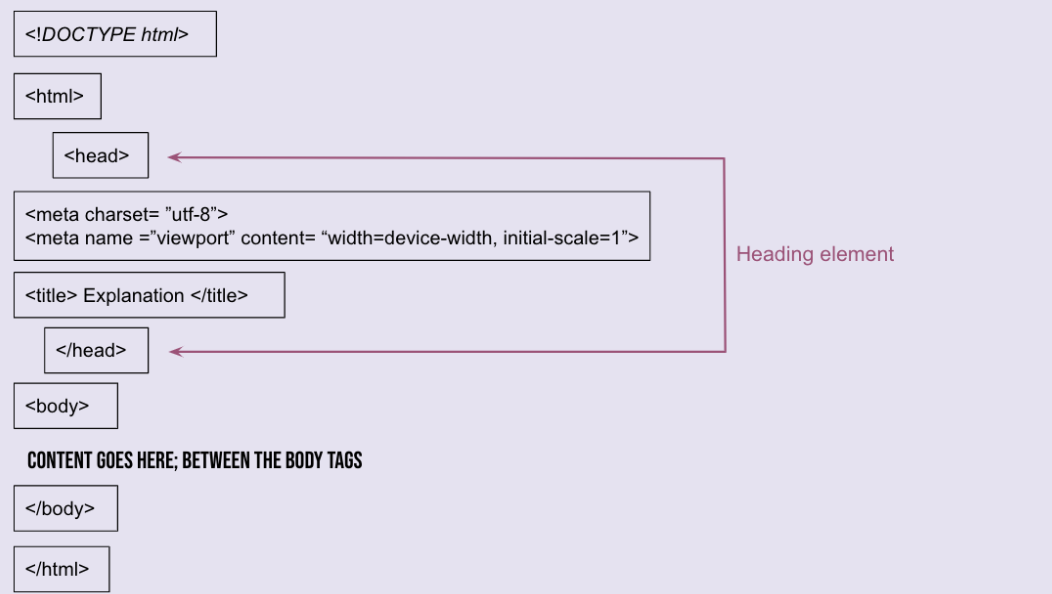 <!DOCTYPE html>
<html>
<head>
<meta charset= ”utf-8”>
<meta name =”viewport” content= “width=device-width, initial-scale=1”>
Heading element
<title> Explanation </title>
</head>
<body>
CONTENT GOES HERE; BETWEEN THE BODY TAGS
</body>
</html>